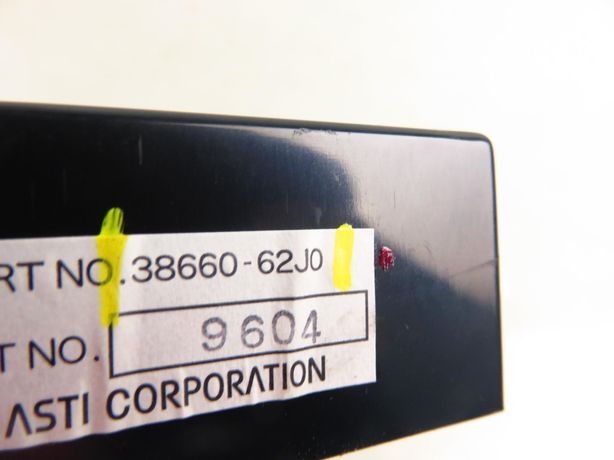 RT NO.38660-62J0
T NO. 9604
ASTI CORPORATION